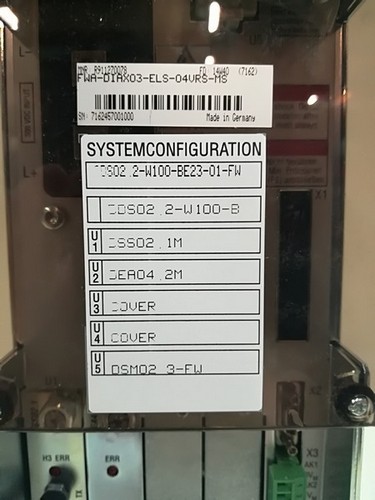 MNR R911270078 FD 14W40 (7162)
FWA-DIAX03-ELS-04VRS-MS
SN 7162457001000 Made in Germany
SYSTEMCONFIGURATION
DDS02.2-W100-BE23-01-FW
DDS02.2-W100-B
U1 DSS02.1M
U2 DEA04.2M
U3 COVER
U4 COVER
U5 DSM02.3-FW
X1
U1
X2
H3 ERR
ERR
X3